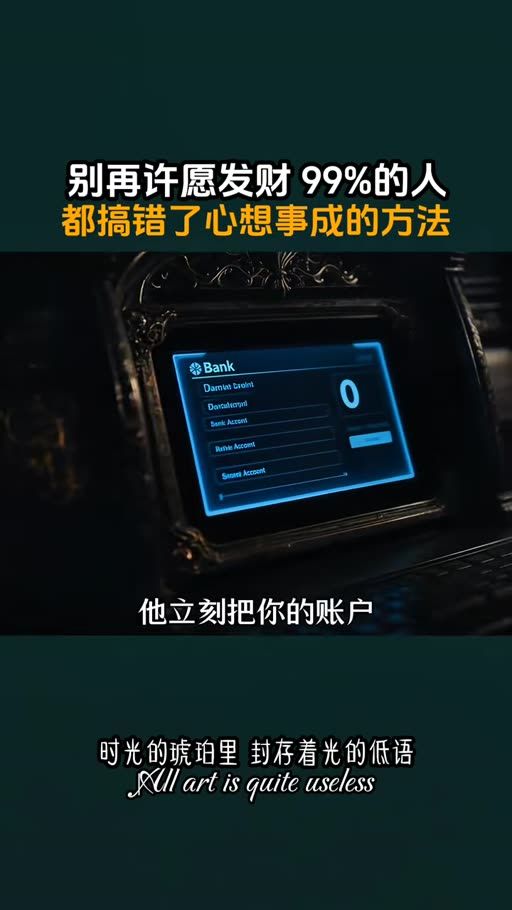 别再许愿发财 99%的人
都搞错了心想事成的方法
Bank
0
Bank Account
他立刻把你的账户
时光的琥珀里 封存着光的低语
All art is quite useless